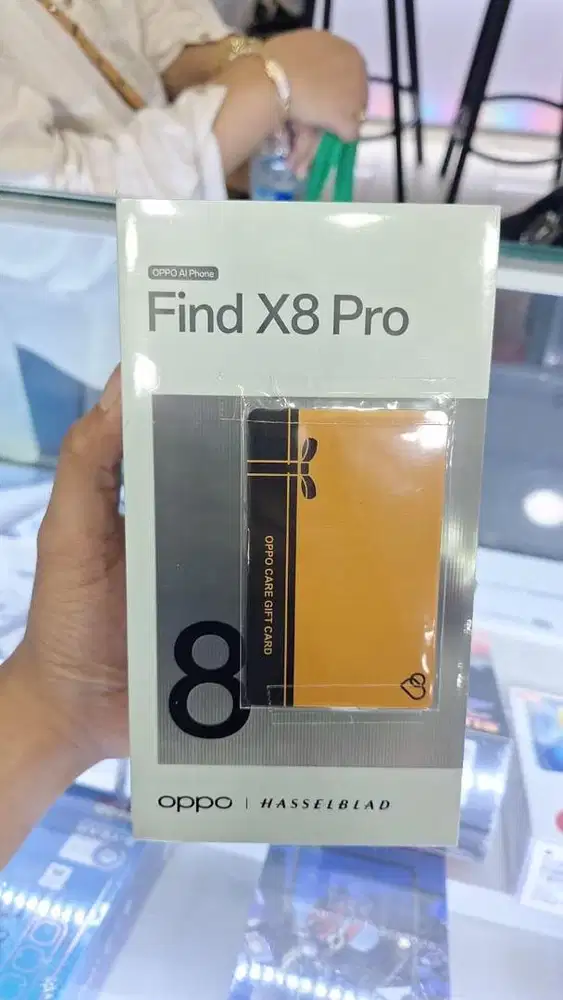 OPPO AI Phone
Find X8 Pro
OPPO CARE GIFT CARD
8
oppo | HASSELBLAD